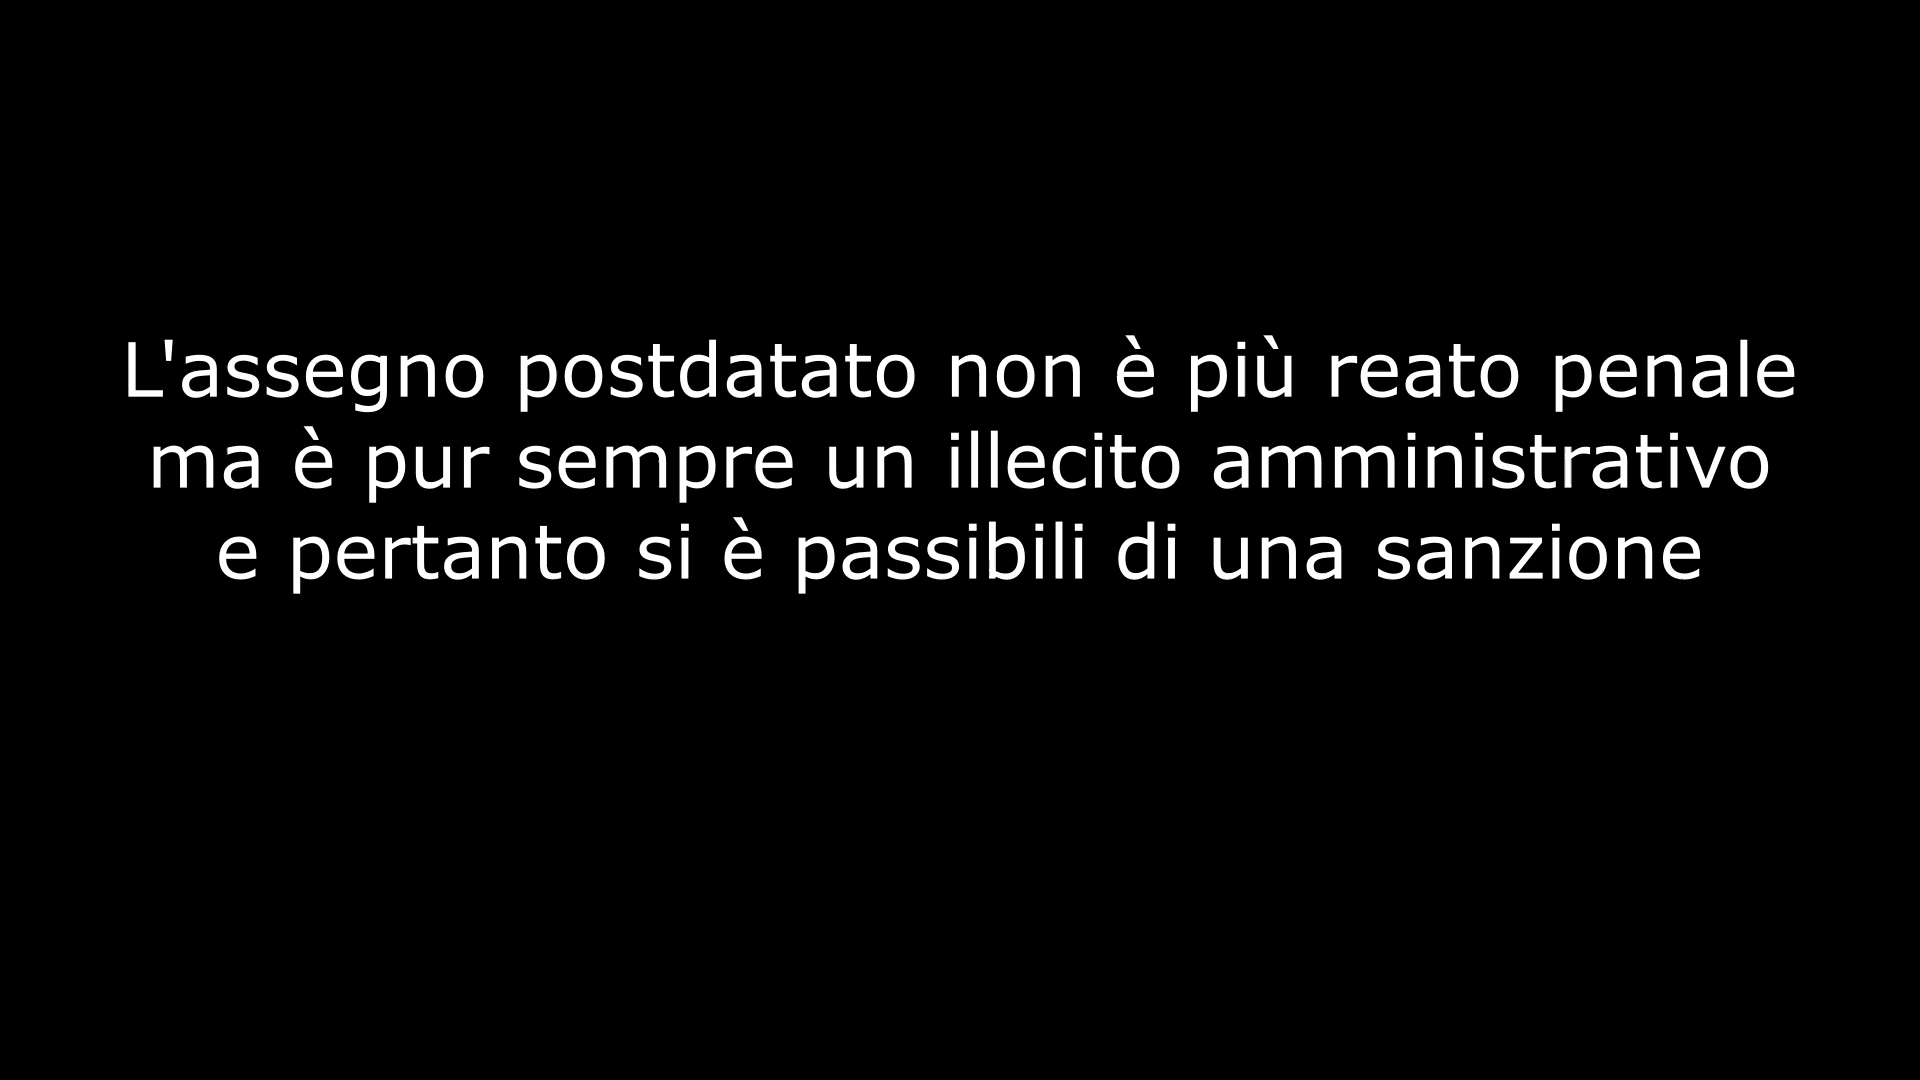 L'assegno postdatato non è più reato penale
ma è pur sempre un illecito amministrativo
e pertanto si è passibili di una sanzione